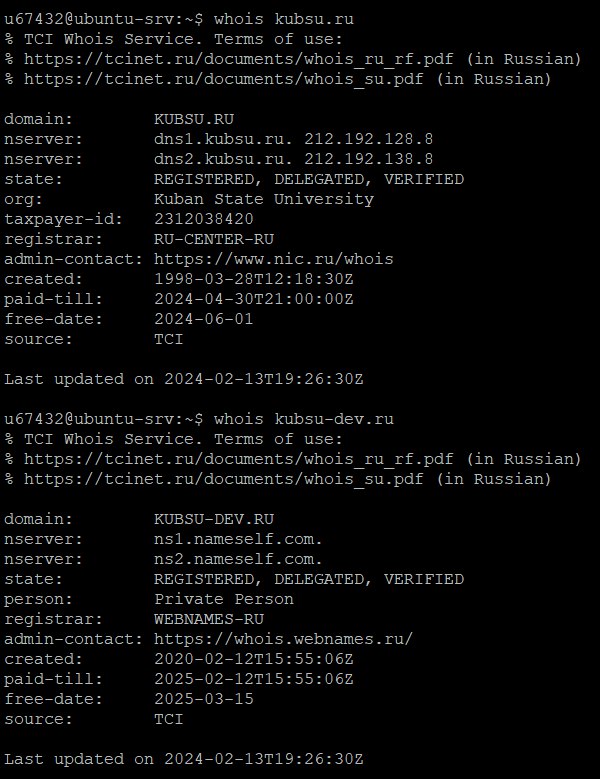 u67432@ubuntu-srv:~$ whois kubsu.ru
% TCI Whois Service. Terms of use:
% https://tcinet.ru/documents/whois_ru_rf.pdf (in Russian)
% https://tcinet.ru/documents/whois_su.pdf (in Russian)

domain:        KUBSU.RU
nserver:       dns1.kubsu.ru. 212.192.128.8
nserver:       dns2.kubsu.ru. 212.192.138.8
state:         REGISTERED, DELEGATED, VERIFIED
org:           Kuban State University
taxpayer-id:   2312038420
registrar:     RU-CENTER-RU
admin-contact: https://www.nic.ru/whois
created:       1998-03-28T12:18:30Z
paid-till:     2024-04-30T21:00:00Z
free-date:     2024-06-01
source:        TCI

Last updated on 2024-02-13T19:26:30Z

u67432@ubuntu-srv:~$ whois kubsu-dev.ru
% TCI Whois Service. Terms of use:
% https://tcinet.ru/documents/whois_ru_rf.pdf (in Russian)
% https://tcinet.ru/documents/whois_su.pdf (in Russian)

domain:        KUBSU-DEV.RU
nserver:       ns1.nameself.com.
nserver:       ns2.nameself.com.
state:         REGISTERED, DELEGATED, VERIFIED
person:        Private Person
registrar:     WEBNAMES-RU
admin-contact: https://whois.webnames.ru/
created:       2020-02-12T15:55:06Z
paid-till:     2025-02-12T15:55:06Z
free-date:     2025-03-15
source:        TCI

Last updated on 2024-02-13T19:26:30Z